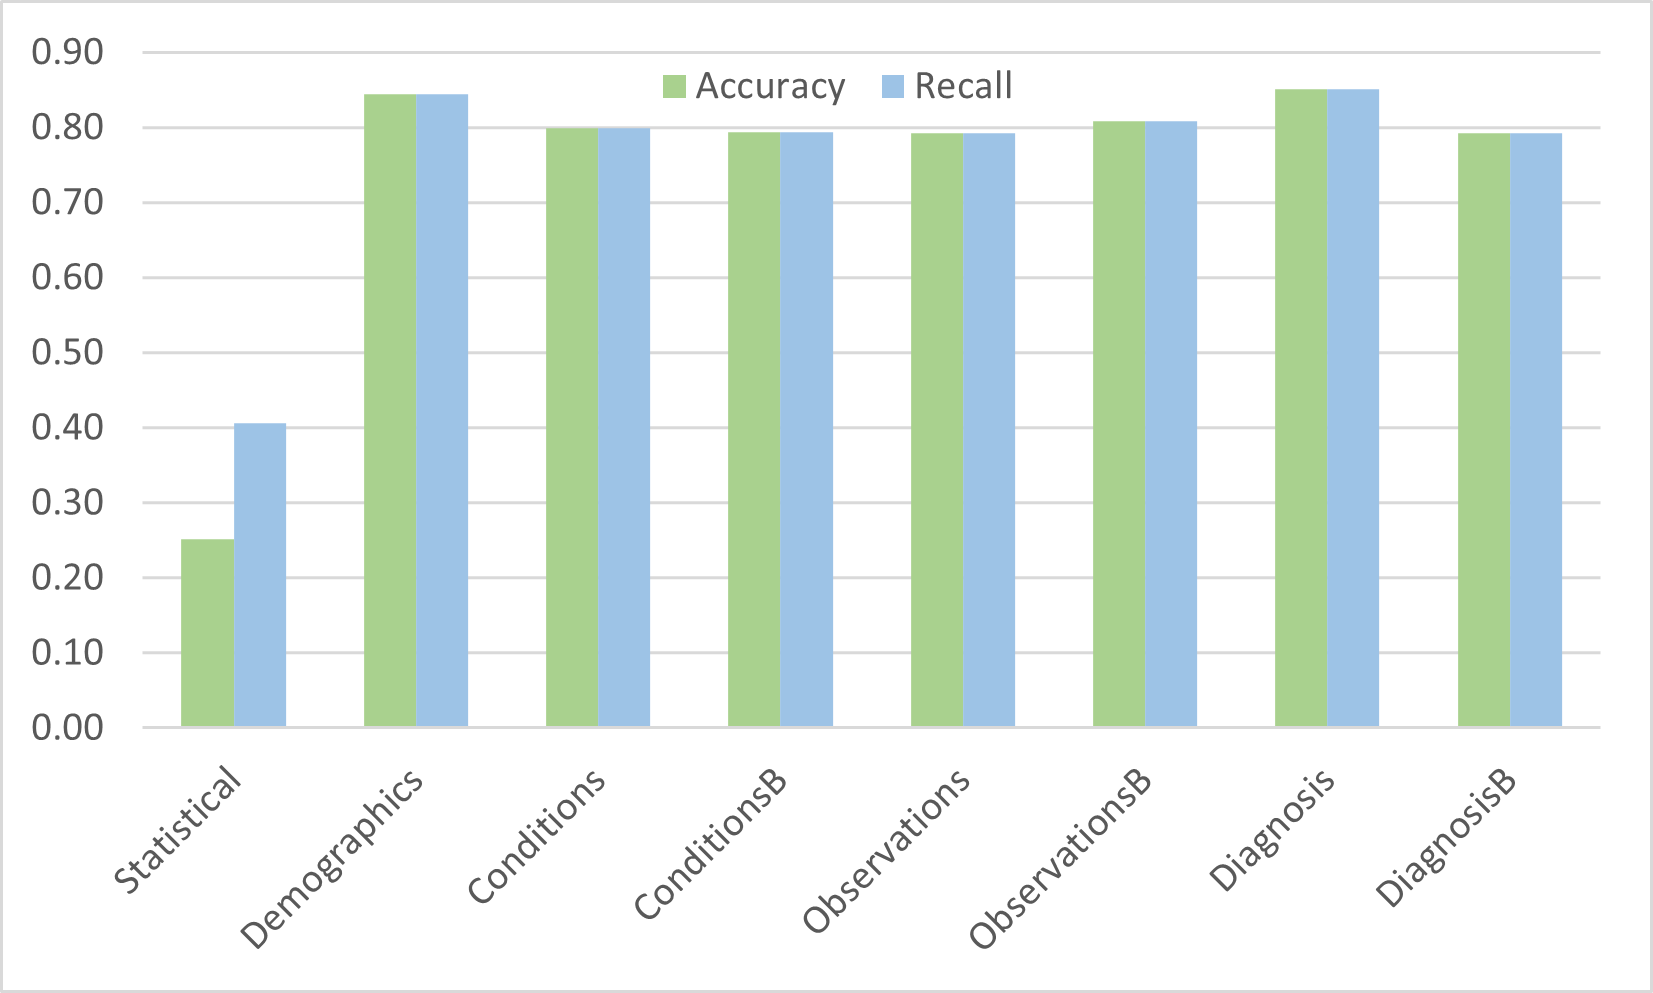 0.90
Accuracy Recall
0.80
0.70
0.60
0.50
0.40
0.30
0.20
0.10
0.00
Statistical
Demographics
Conditions
ConditionsB
Observations
ObservationsB
Diagnosis
DiagnosisB